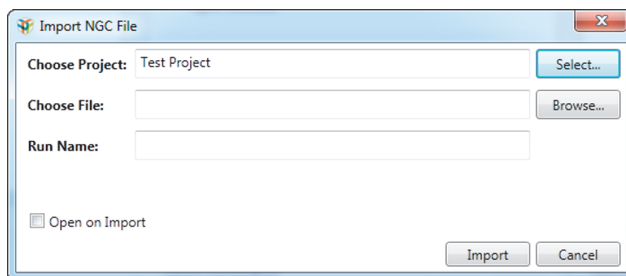 Import NGC File
Choose Project: Test Project Select...
Choose File: Browse...
Run Name:
Open on Import
Import Cancel